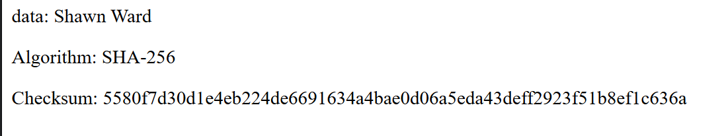 data: Shawn Ward
Algorithm: SHA-256
Checksum: 5580f7d30d1e4eb224de6691634a4bae0d06a5eda43deff2923f51b8ef1c636a